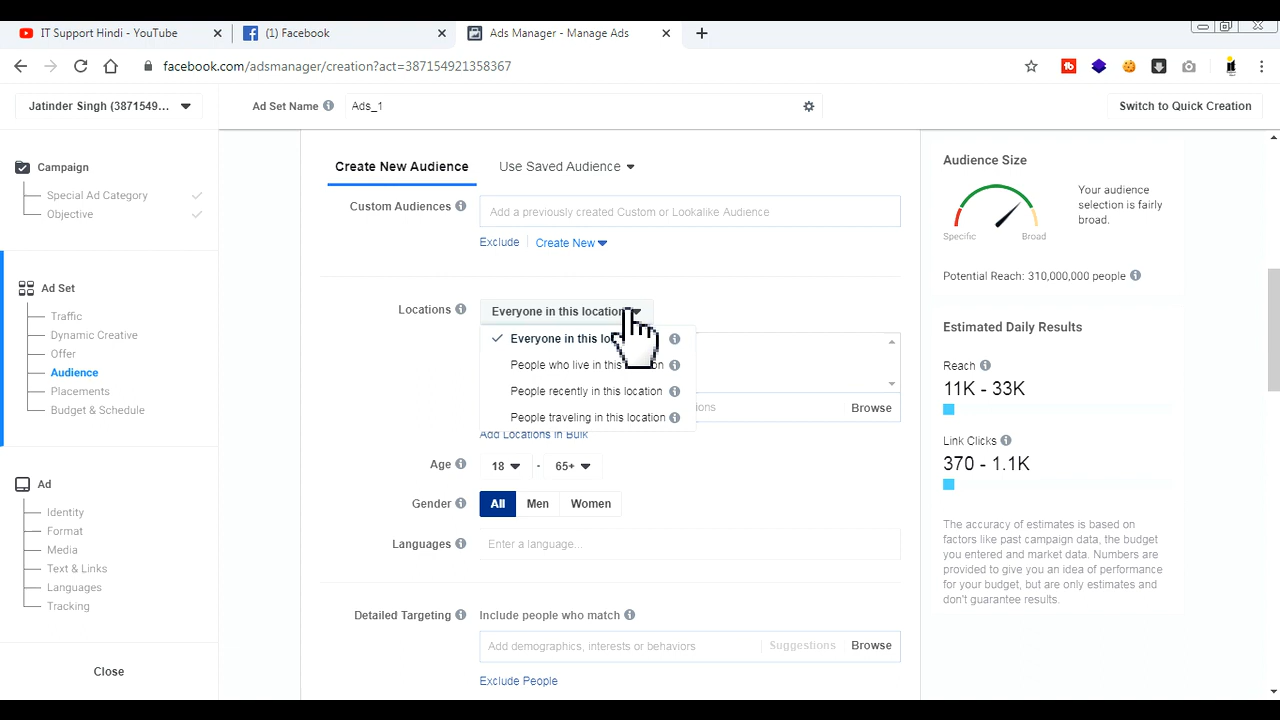 IT Support Hindi - YouTube
(1) Facebook
Ads Manager - Manage Ads
facebook.com/adsmanager/creation?act=387154921358367
Jatinder Singh (3871549...
Ad Set Name
Ads_1
Switch to Quick Creation
Campaign
Special Ad Category
Objective
Ad Set
Traffic
Dynamic Creative
Offer
Audience
Placements
Budget & Schedule
Ad
Identity
Format
Media
Text & Links
Languages
Tracking
Close
Create New Audience
Use Saved Audience
Custom Audiences
Add a previously created Custom or Lookalike Audience
Exclude
Create New
Locations
Everyone in this location
Everyone in this
People who live in this
People recently in this location
People traveling in this location
Browse
Add Locations in Bulk
Age
18 - 65+
Gender
All Men Women
Languages
Enter a language...
Detailed Targeting
Include people who match
Add demographics, interests or behaviors
Suggestions
Browse
Exclude People
Audience Size
Specific
Broad
Your audience
selection is fairly
broad.
Potential Reach: 310,000,000 people
Estimated Daily Results
Reach
11K - 33K
Link Clicks
370 - 1.1K
The accuracy of estimates is based on
factors like past campaign data, the budget
you entered and market data. Numbers are
provided to give you an idea of performance
for your budget, but are only estimates and
don't guarantee results.